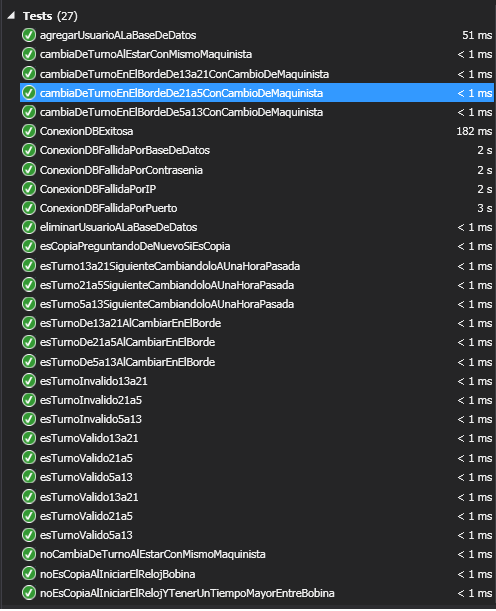 Tests (27)
agregarUsuarioALaBaseDeDatos 51 ms
cambiaDeTurnoAlEstarConMismoMaquinista < 1 ms
cambiaDeTurnoEnElBordeDe13a21ConCambioDeMaquinista < 1 ms
cambiaDeTurnoEnElBordeDe21a5ConCambioDeMaquinista < 1 ms
cambiaDeTurnoEnElBordeDe5a13ConCambioDeMaquinista < 1 ms
ConexionDBExitosa 182 ms
ConexionDBFallidaPorBaseDeDatos 2 s
ConexionDBFallidaPorContrasenia 2 s
ConexionDBFallidaPorIP 2 s
ConexionDBFallidaPorPuerto 3 s
eliminarUsuarioALaBaseDeDatos < 1 ms
esCopiaPreguntandoDeNuevoSiEsCopia < 1 ms
esTurno13a21SiguienteCambiandoloAUnaHoraPasada < 1 ms
esTurno21a5SiguienteCambiandoloAUnaHoraPasada < 1 ms
esTurno5a13SiguienteCambiandoloAUnaHoraPasada < 1 ms
esTurnoDe13a21AlCambiarEnElBorde < 1 ms
esTurnoDe21a5AlCambiarEnElBorde < 1 ms
esTurnoDe5a13AlCambiarEnElBorde < 1 ms
esTurnoInvalido13a21 < 1 ms
esTurnoInvalido21a5 < 1 ms
esTurnoInvalido5a13 < 1 ms
esTurnoValido13a21 < 1 ms
esTurnoValido21a5 < 1 ms
esTurnoValido5a13 < 1 ms
esTurnoValido13a21 < 1 ms
esTurnoValido21a5 < 1 ms
esTurnoValido5a13 < 1 ms
noCambiaDeTurnoAlEstarConMismoMaquinista < 1 ms
noEsCopiaAlIniciarElRelojBobina < 1 ms
noEsCopiaAlIniciarElRelojYTenerUnTiempoMayorEntreBobina < 1 ms